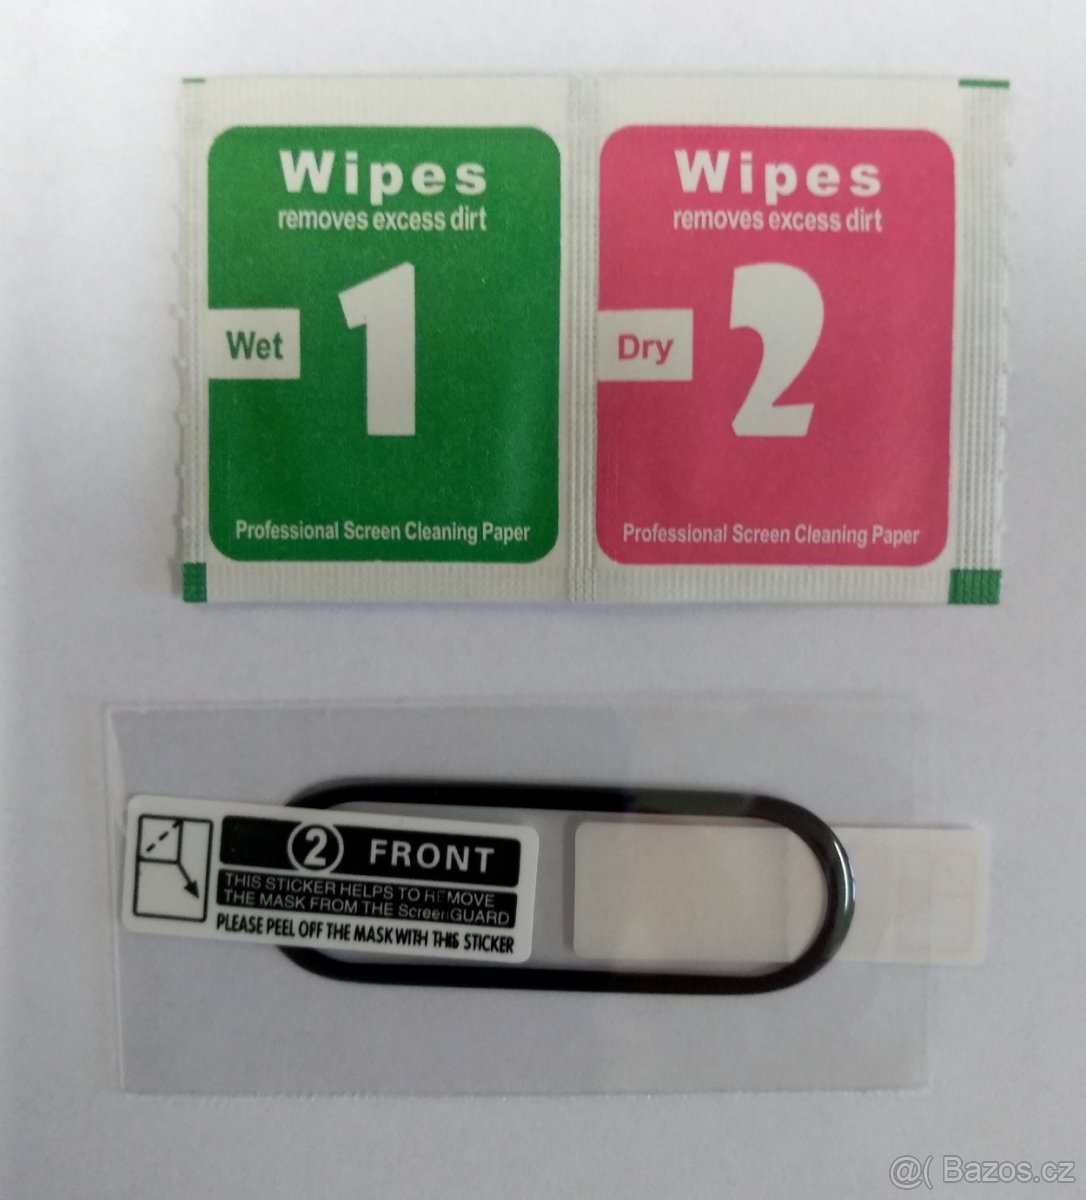 Wipes
removes excess dirt
1
Wet
Professional Screen Cleaning Paper
Wipes
removes excess dirt
2
Dry
Professional Screen Cleaning Paper
2 FRONT
THIS STICKER HELPS TO REMOVE
THE MASK FROM THE Screen GUARD
PLEASE PEEL OFF THE MASK WITH THIS STICKER
@( Bazos.cz